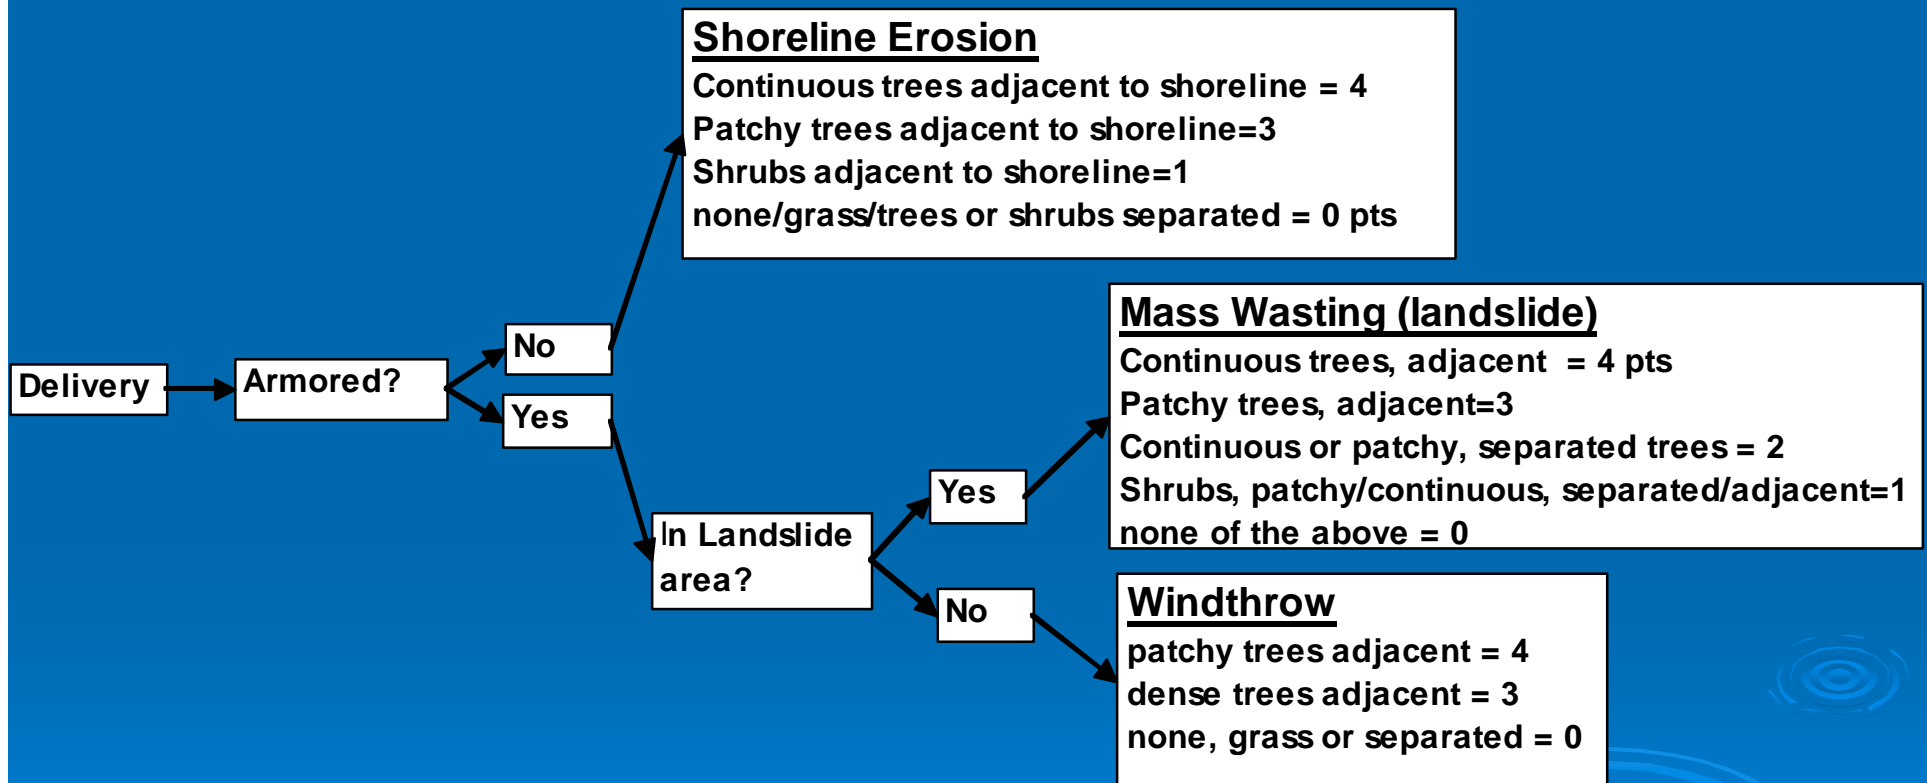 Shoreline Erosion
Continuous trees adjacent to shoreline = 4
Patchy trees adjacent to shoreline=3
Shrubs adjacent to shoreline=1
none/grass/trees or shrubs separated = 0 pts
Delivery
Armored?
No
Yes
In Landslide
area?
Yes
No
Mass Wasting (landslide)
Continuous trees, adjacent = 4 pts
Patchy trees, adjacent=3
Continuous or patchy, separated trees = 2
Shrubs, patchy/continuous, separated/adjacent=1
none of the above = 0
Windthrow
patchy trees adjacent = 4
dense trees adjacent = 3
none, grass or separated = 0